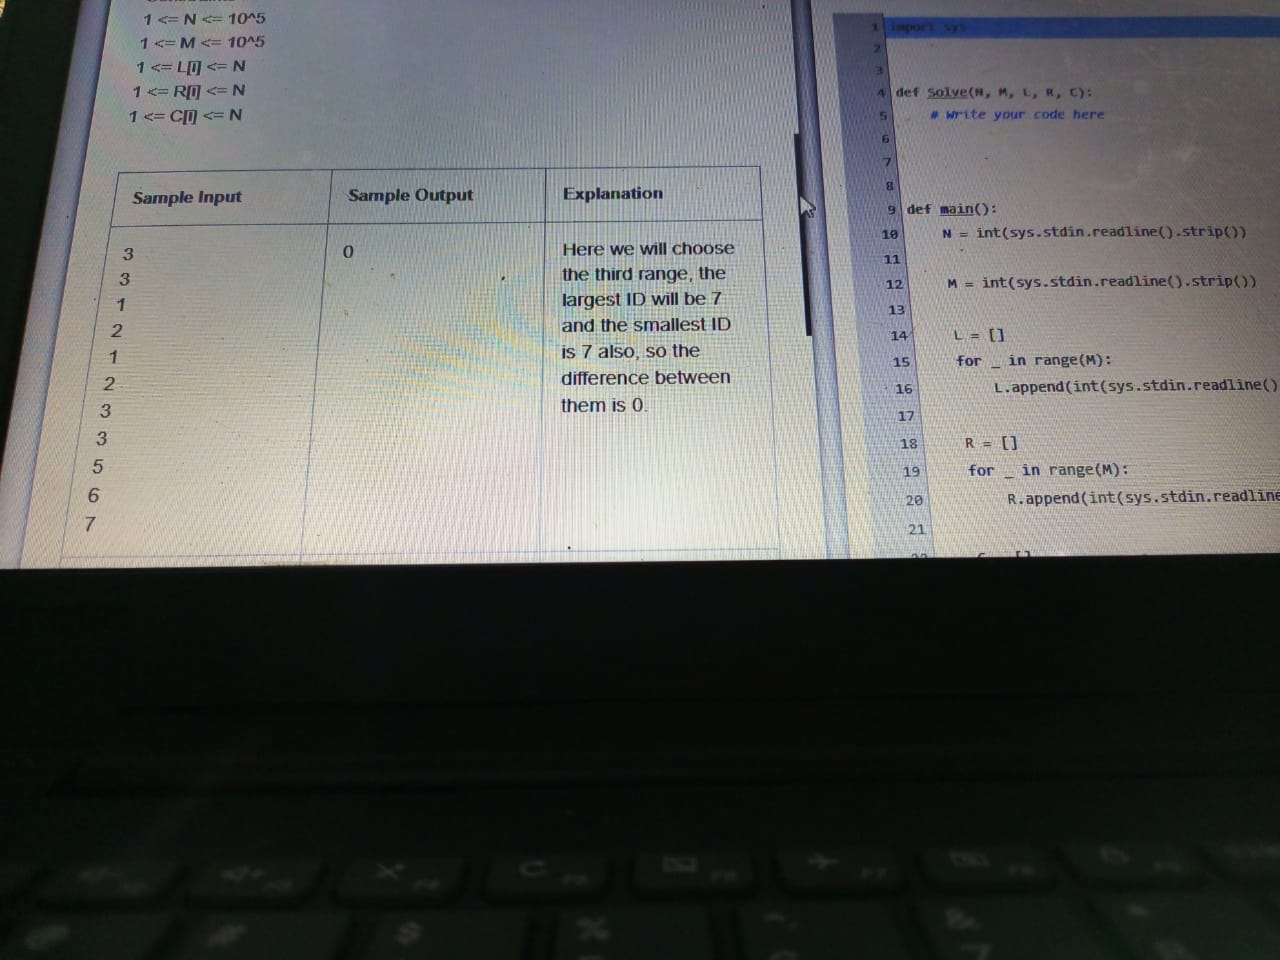 1 <= N <= 10^5
1 <= M <= 10^5
1 <= L[i] <= N
1 <= R[i] <= N
1 <= C[i] <= N
Sample Input
Sample Output
Explanation
3
3
1
2
1
2
3
3
5
6
7
0
Here we will choose
the third range, the
largest ID will be 7
and the smallest ID
is 7 also, so the
difference between
them is 0.
1 import sys
2
3
4 def solve(N, M, L, R, C):
5 # Write your code here
6
7
8
9 def main():
10 N = int(sys.stdin.readline().strip())
11
12 M = int(sys.stdin.readline().strip())
13
14 L = []
15 for _ in range(M):
16 L.append(int(sys.stdin.readline()
17
18 R = []
19 for _ in range(M):
20 R.append(int(sys.stdin.readline
21
$
%
&